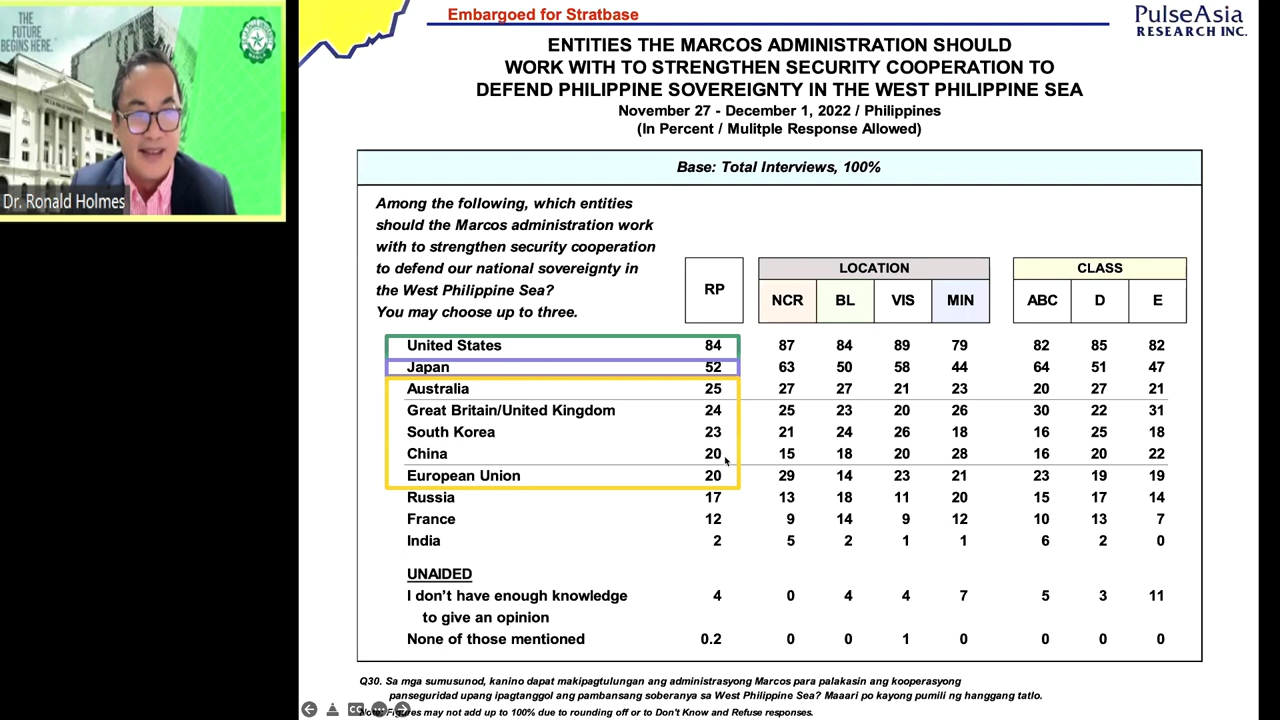 THE
FUTURE
BEGINS HERE.
Dr. Ronald Holmes
Embargoed for Stratbase
PulseAsia
RESEARCH INC.
ENTITIES THE MARCOS ADMINISTRATION SHOULD
WORK WITH TO STRENGTHEN SECURITY COOPERATION TO
DEFEND PHILIPPINE SOVEREIGNTY IN THE WEST PHILIPPINE SEA
November 27 - December 1, 2022 / Philippines
(In Percent / Mulitple Response Allowed)
Base: Total Interviews, 100%
Among the following, which entities
should the Marcos administration work
with to strengthen security cooperation
to defend our national sovereignty in
the West Philippine Sea?
You may choose up to three.
RP LOCATION CLASS
NCR BL VIS MIN ABC D E
United States 84 87 84 89 79 82 85 82
Japan 52 63 50 58 44 64 51 47
Australia 25 27 27 21 23 20 27 21
Great Britain/United Kingdom 24 25 23 20 26 30 22 31
South Korea 23 21 24 26 18 16 25 18
China 20 15 18 20 28 16 20 22
European Union 20 29 14 23 21 23 19 19
Russia 17 13 18 11 20 15 17 14
France 12 9 14 9 12 10 13 7
India 2 5 2 1 1 6 2 0
UNAIDED
I don't have enough knowledge 4 0 4 4 7 5 3 11
to give an opinion
None of those mentioned 0.2 0 0 1 0 0 0 0
Q30. Sa mga sumusunod, kanino dapat makipagtulungan ang administrasyong Marcos para palakasin ang kooperasyong
panseguridad upang ipagtanggol ang pambansang soberanya sa West Philippine Sea? Maaari po kayong pumili ng hanggang tatlo.
Note: Figures may not add up to 100% due to rounding off or to Don't Know and Refuse responses.